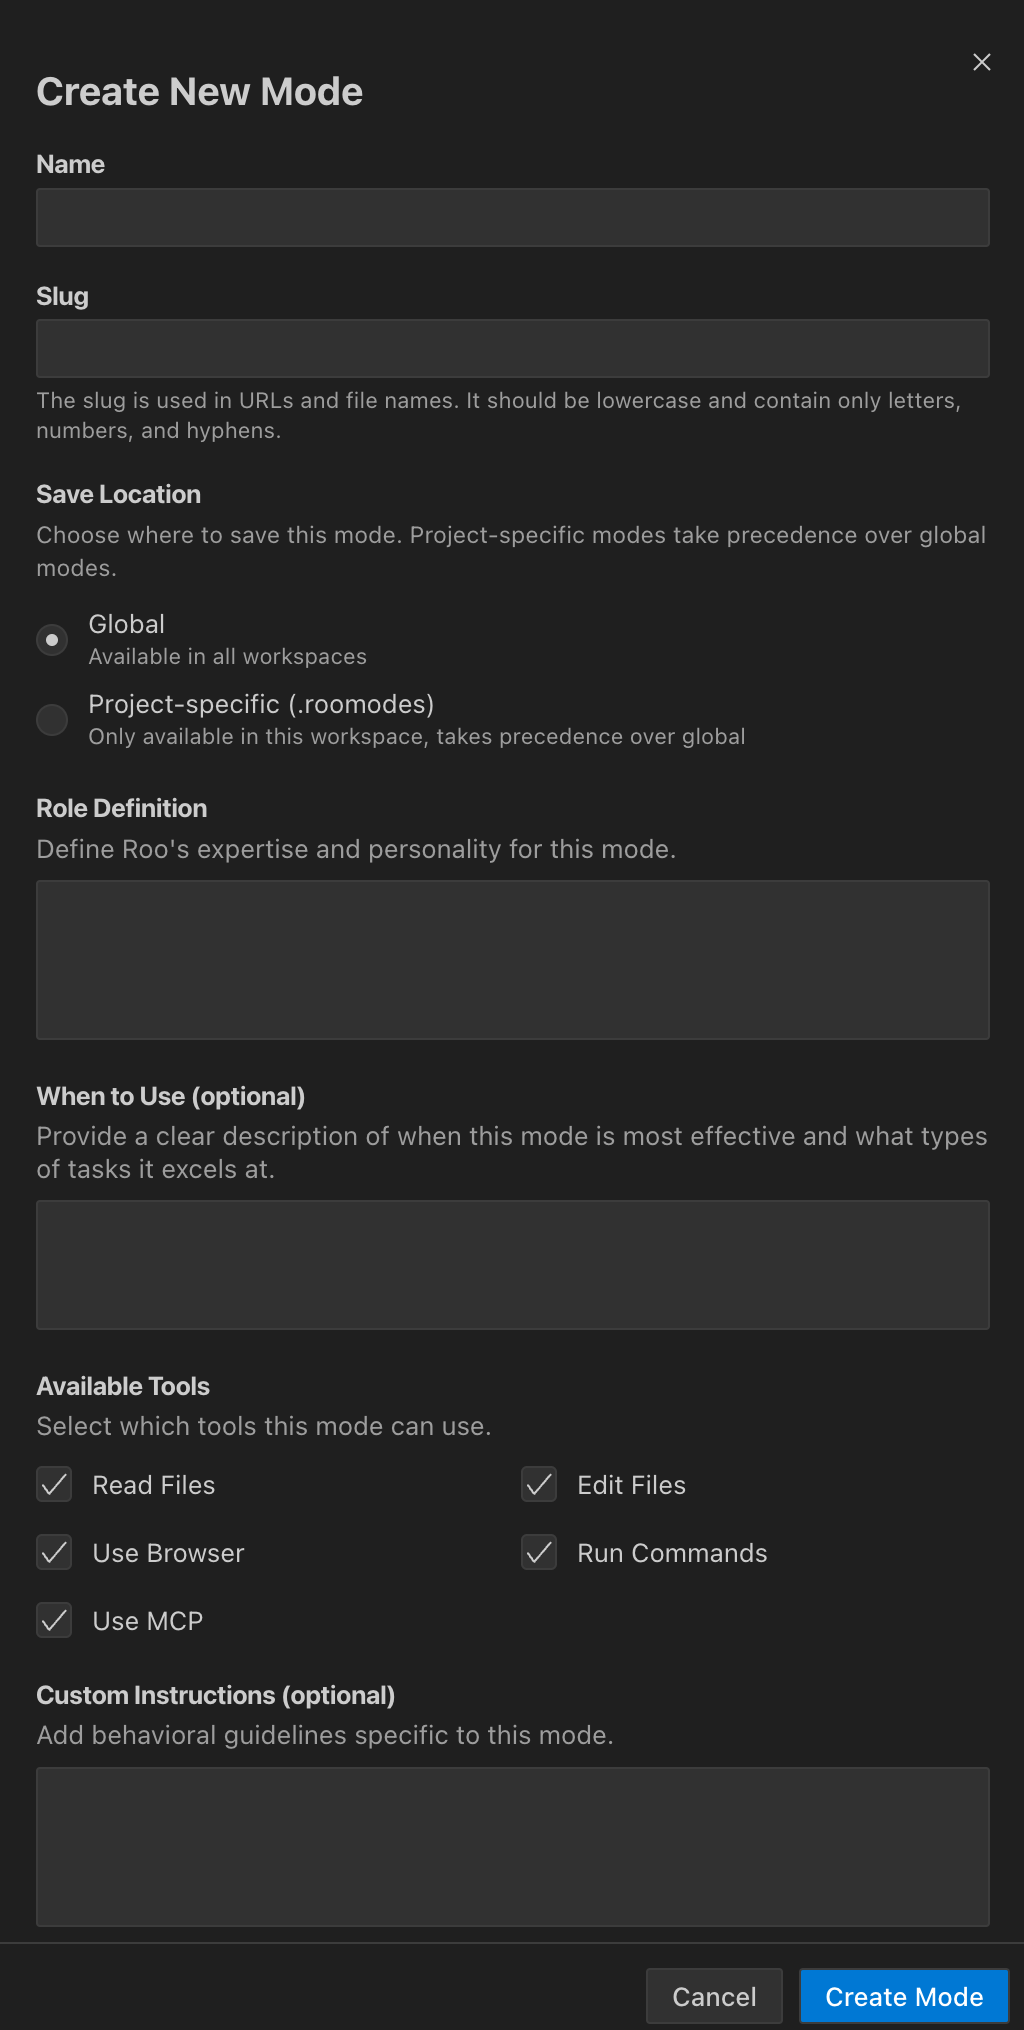 Create New Mode
Name
Slug
The slug is used in URLs and file names. It should be lowercase and contain only letters,
numbers, and hyphens.
Save Location
Choose where to save this mode. Project-specific modes take precedence over global
modes.
Global
Available in all workspaces
Project-specific (.roomodes)
Only available in this workspace, takes precedence over global
Role Definition
Define Roo's expertise and personality for this mode.
When to Use (optional)
Provide a clear description of when this mode is most effective and what types
of tasks it excels at.
Available Tools
Select which tools this mode can use.
Read Files
Edit Files
Use Browser
Run Commands
Use MCP
Custom Instructions (optional)
Add behavioral guidelines specific to this mode.
Cancel
Create Mode